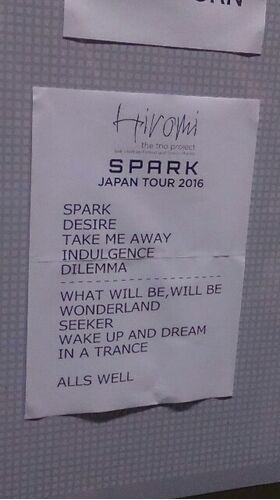 Hiromi
the trio project
SPARK
JAPAN TOUR 2016
SPARK
DESIRE
TAKE ME AWAY
INDULGENCE
DILEMMA
WHAT WILL BE,WILL BE
WONDERLAND
SEEKER
WAKE UP AND DREAM
IN A TRANCE
ALLS WELL